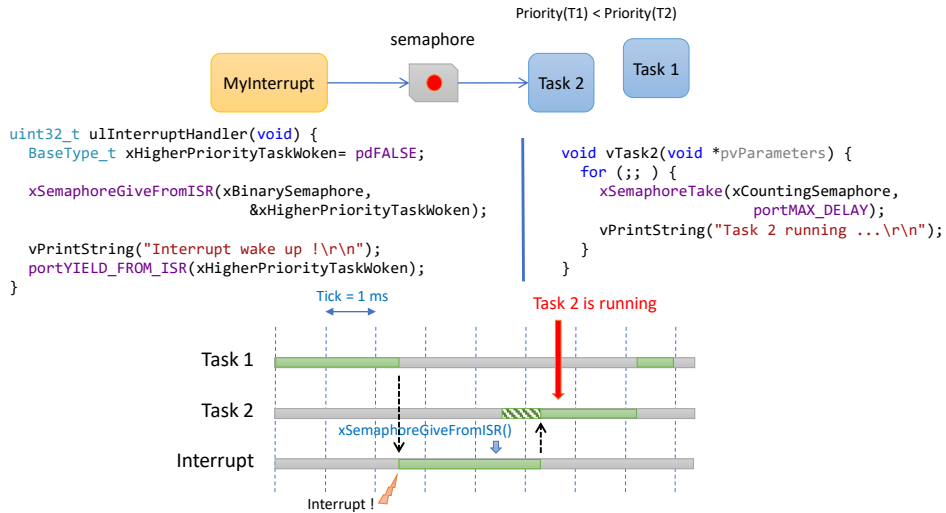 Priority(T1) < Priority(T2)
semaphore
MyInterrupt
Task 2
Task 1
uint32_t ulInterruptHandler(void) {
BaseType_t xHigherPriorityTaskWoken= pdFALSE;
xSemaphoreGiveFromISR(xBinarySemaphore,
&xHigherPriorityTaskWoken);
vPrintString("Interrupt wake up !\r\n");
portYIELD_FROM_ISR(xHigherPriorityTaskWoken);
}
void vTask2(void *pvParameters) {
for (;; ) {
xSemaphoreTake(xCountingSemaphore,
portMAX_DELAY);
vPrintString("Task 2 running ...\r\n");
}
}
Tick = 1 ms
Task 2 is running
Task 1
Task 2
xSemaphoreGiveFromISR()
Interrupt
Interrupt !